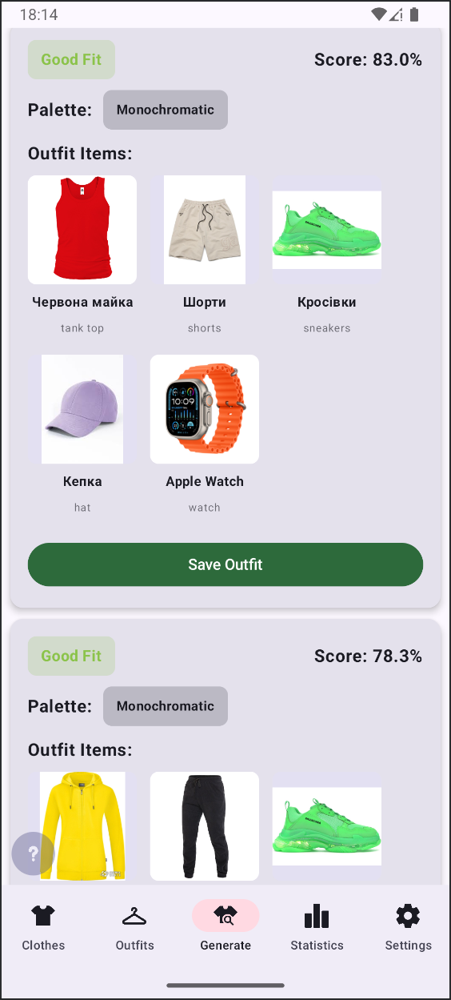 18:14
Good Fit
Score: 83.0%
Palette: Monochromatic
Outfit Items:
Червона майка
Шорти
Кросівки
tank top
shorts
sneakers
10:09
Кепка
Apple Watch
hat
watch
Save Outfit
Good Fit
Score: 78.3%
Palette: Monochromatic
Outfit Items:
?
Clothes
Outfits
Generate
Statistics
Settings